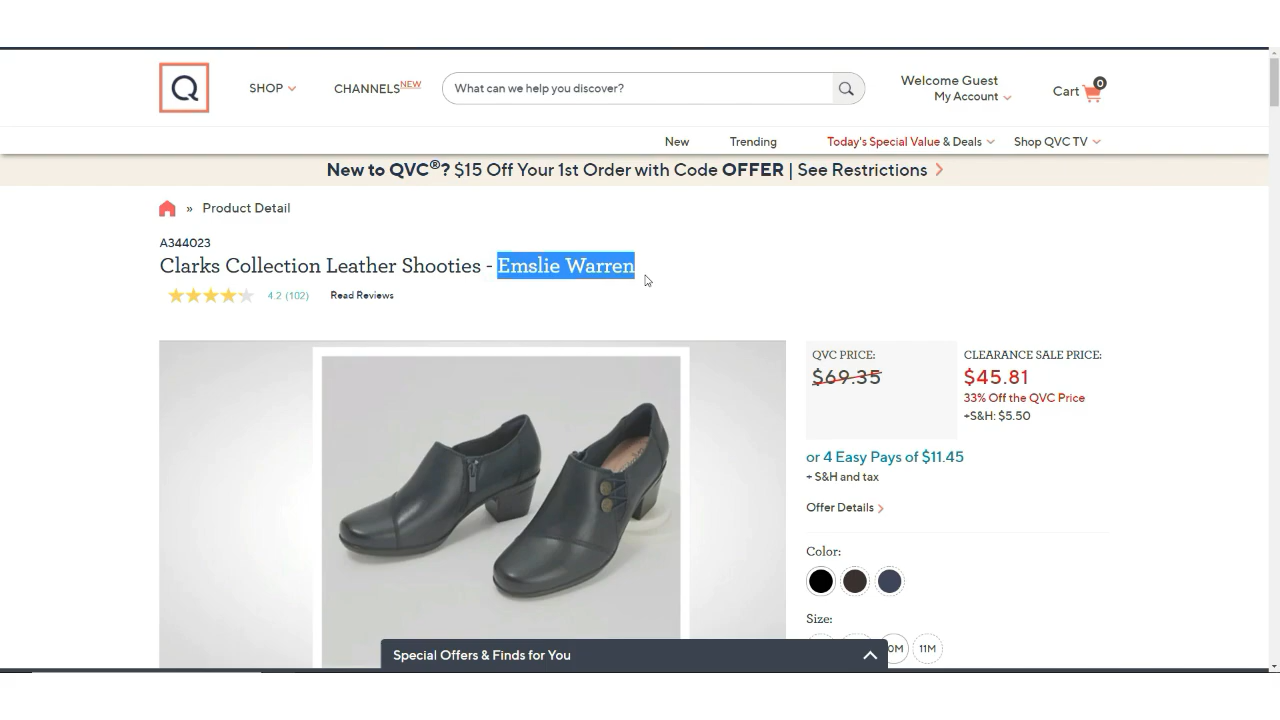 Q
SHOP
CHANNELS NEW
What can we help you discover?
Welcome Guest
My Account
Cart 0
New
Trending
Today's Special Value & Deals
Shop QVC TV
New to QVC®? $15 Off Your 1st Order with Code OFFER | See Restrictions
» Product Detail
A344023
Clarks Collection Leather Shooties - Emslie Warren
4.2 (102)
Read Reviews
QVC PRICE:
$69.35
CLEARANCE SALE PRICE:
$45.81
33% Off the QVC Price
+S&H: $5.50
or 4 Easy Pays of $11.45
+ S&H and tax
Offer Details
Color:
Size:
11M
Special Offers & Finds for You